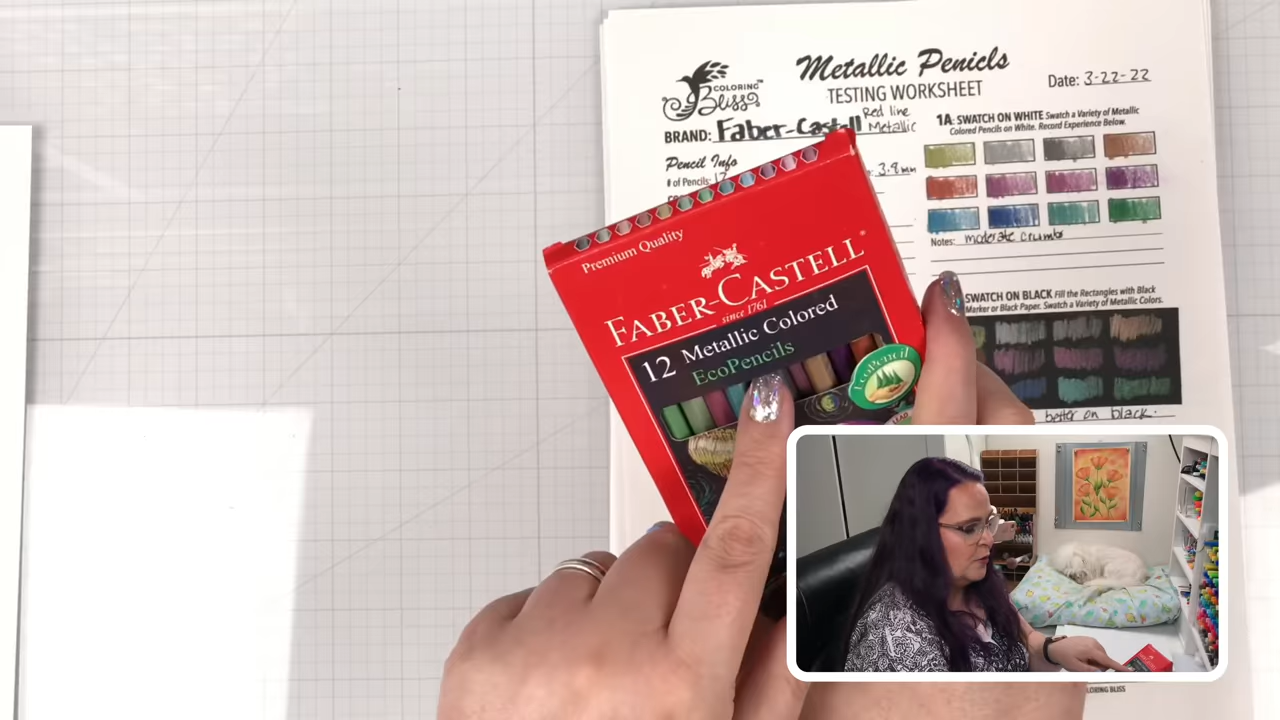 Metallic Penicls
TESTING WORKSHEET
Date: 3-22-22
COLORING
Bliss™
BRAND: Faber-Castell Red line
Metallic
Pencil Info
# of Pencils: 12
3.8mm
1A: SWATCH ON WHITE Swatch a Variety of Metallic
Colored Pencils on White. Record Experience Below.
Notes: moderate crumbs
SWATCH ON BLACK Fill the Rectangles with Black
Marker or Black Paper. Swatch a Variety of Metallic Colors.
better on black.
Premium Quality
FABER-CASTELL
since 1761
12 Metallic Colored
EcoPencils
EcoPencil
LORING BLISS